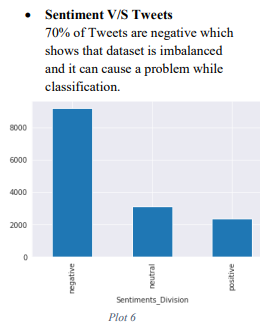 • Sentiment V/S Tweets
70% of Tweets are negative which
shows that dataset is imbalanced
and it can cause a problem while
classification.
8000
6000
4000
2000
0
negative
neutral
positive
Sentiments_Division
Plot 6